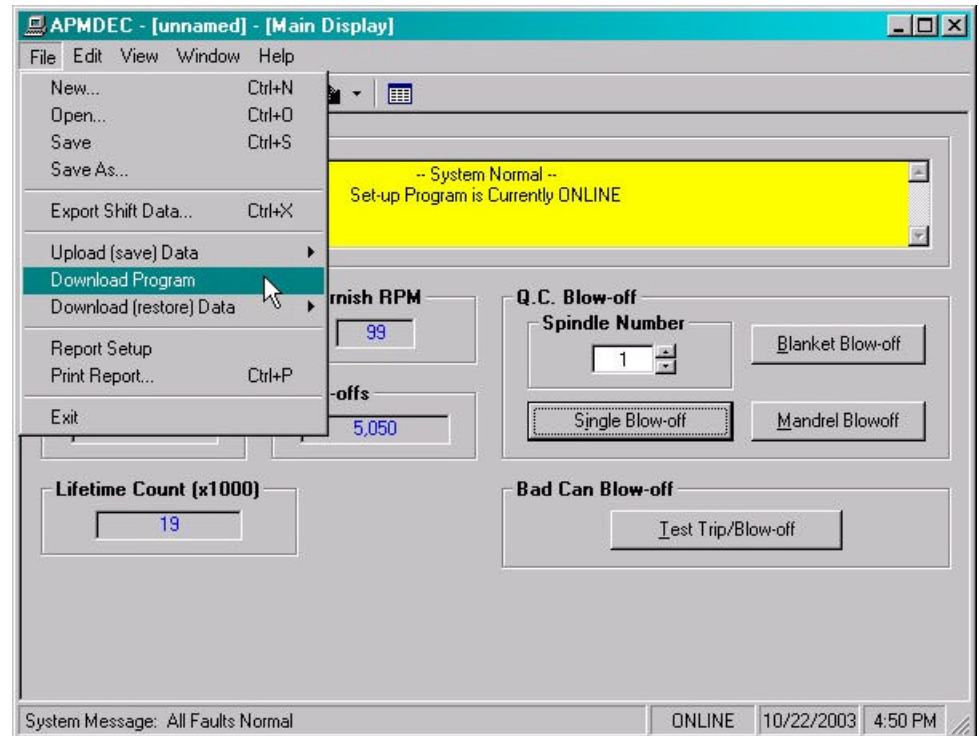 APMDEC - [unnamed] - [Main Display]
File Edit View Window Help
New... Ctrl+N
Open... Ctrl+O
Save Ctrl+S
Save As...
Export Shift Data... Ctrl+X
Upload (save) Data
Download Program
Download (restore) Data
Report Setup
Print Report... Ctrl+P
Exit
-- System Normal --
Set-up Program is Currently ONLINE
RPM
99
5,050
Lifetime Count (x1000)
19
Q.C. Blow-off
Spindle Number
1
Blanket Blow-off
Single Blow-off
Mandrel Blowoff
Bad Can Blow-off
Test Trip/Blow-off
System Message: All Faults Normal
ONLINE
10/22/2003
4:50 PM